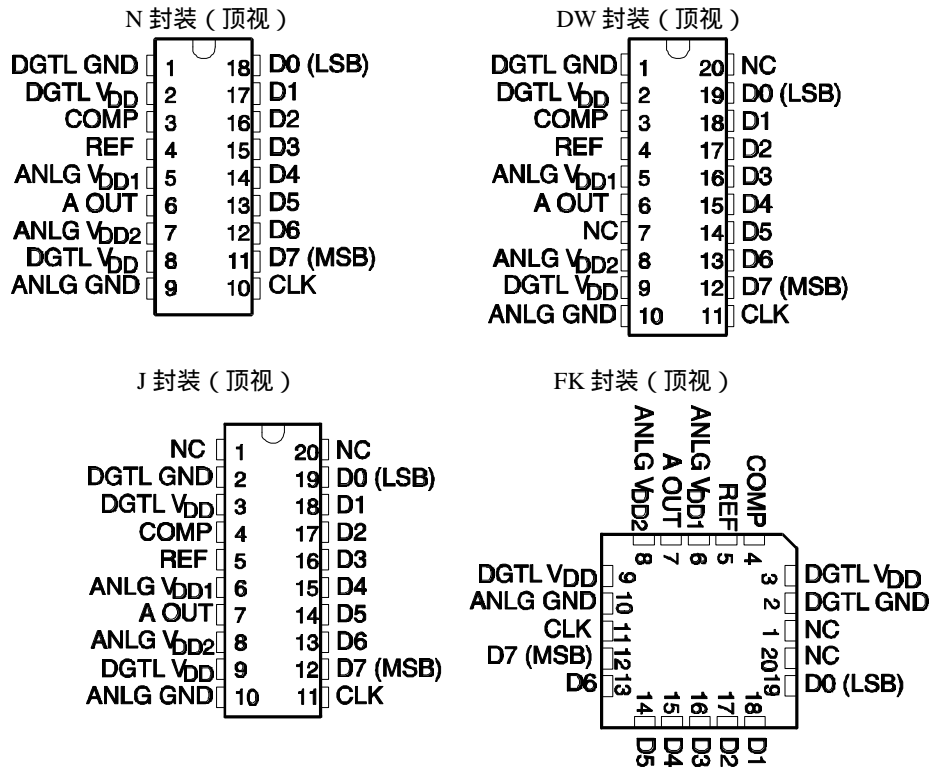 N 封装（顶视）
DGTL GND 1 18 D0 (LSB)
DGTL VDD 2 17 D1
COMP 3 16 D2
REF 4 15 D3
ANLG VDD1 5 14 D4
A OUT 6 13 D5
ANLG VDD2 7 12 D6
DGTL VDD 8 11 D7 (MSB)
ANLG GND 9 10 CLK
DW 封装（顶视）
DGTL GND 1 20 NC
DGTL VDD 2 19 D0 (LSB)
COMP 3 18 D1
REF 4 17 D2
ANLG VDD1 5 16 D3
A OUT 6 15 D4
NC 7 14 D5
ANLG VDD2 8 13 D6
DGTL VDD 9 12 D7 (MSB)
ANLG GND 10 11 CLK
J 封装（顶视）
NC 1 20 NC
DGTL GND 2 19 D0 (LSB)
DGTL VDD 3 18 D1
COMP 4 17 D2
REF 5 16 D3
ANLG VDD1 6 15 D4
A OUT 7 14 D5
ANLG VDD2 8 13 D6
DGTL VDD 9 12 D7 (MSB)
ANLG GND 10 11 CLK
FK 封装（顶视）
ANLG VDD2
A OUT
ANLG VDD1
REF
COMP
8 7 6 5 4
DGTL VDD 9 3 DGTL VDD
ANLG GND 10 2 DGTL GND
CLK 11 1 NC
D7 (MSB) 12 20 NC
D6 13 19 D0 (LSB)
14 15 16 17 18
D5
D4
D3
D2
D1